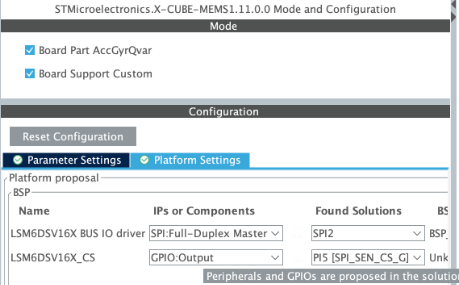 STMicroelectronics.X-CUBE-MEMS1.11.0.0 Mode and Configuration
Mode
Board Part AccGyrQvar
Board Support Custom
Configuration
Reset Configuration
Parameter Settings Platform Settings
Platform proposal
BSP
Name IPs or Components Found Solutions BS
LSM6DSV16X BUS IO driver SPI:Full-Duplex Master SPI2 BSP_
LSM6DSV16X_CS GPIO:Output PI5 [SPI_SEN_CS_G] Unk
Peripherals and GPIOs are proposed in the solutio